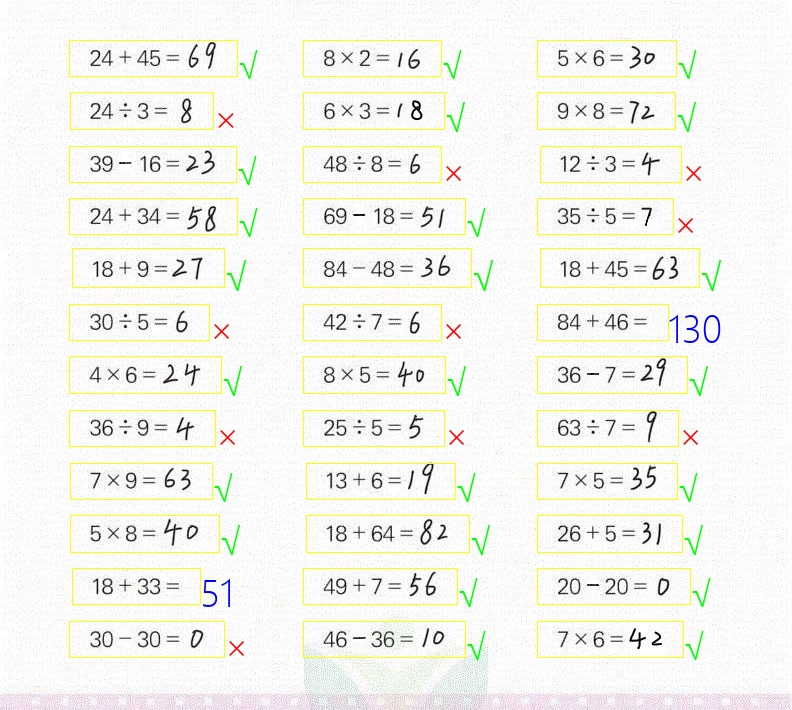 24+45=69✓ 8×2=16✓ 5×6=30✓
24÷3=8× 6×3=18✓ 9×8=72✓
39-16=23✓ 48÷8=6× 12÷3=4×
24+34=58✓ 69-18=51✓ 35÷5=7×
18+9=27✓ 84-48=36✓ 18+45=63✓
30÷5=6× 42÷7=6× 84+46=130
4×6=24✓ 8×5=40✓ 36-7=29✓
36÷9=4× 25÷5=5× 63÷7=9×
7×9=63✓ 13+6=19✓ 7×5=35✓
5×8=40✓ 18+64=82✓ 26+5=31✓
18+33=51 49+7=56✓ 20-20=0✓
30-30=0× 46-36=10✓ 7×6=42✓